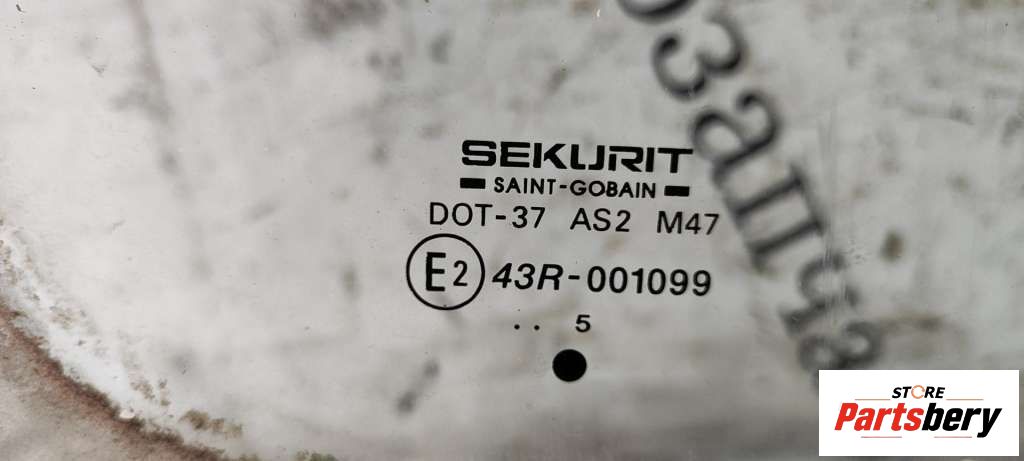 SEKURIT
SAINT-GOBAIN
DOT-37 AS2 M47
E2 43R-001099
.. 5
STORE
Partsbery